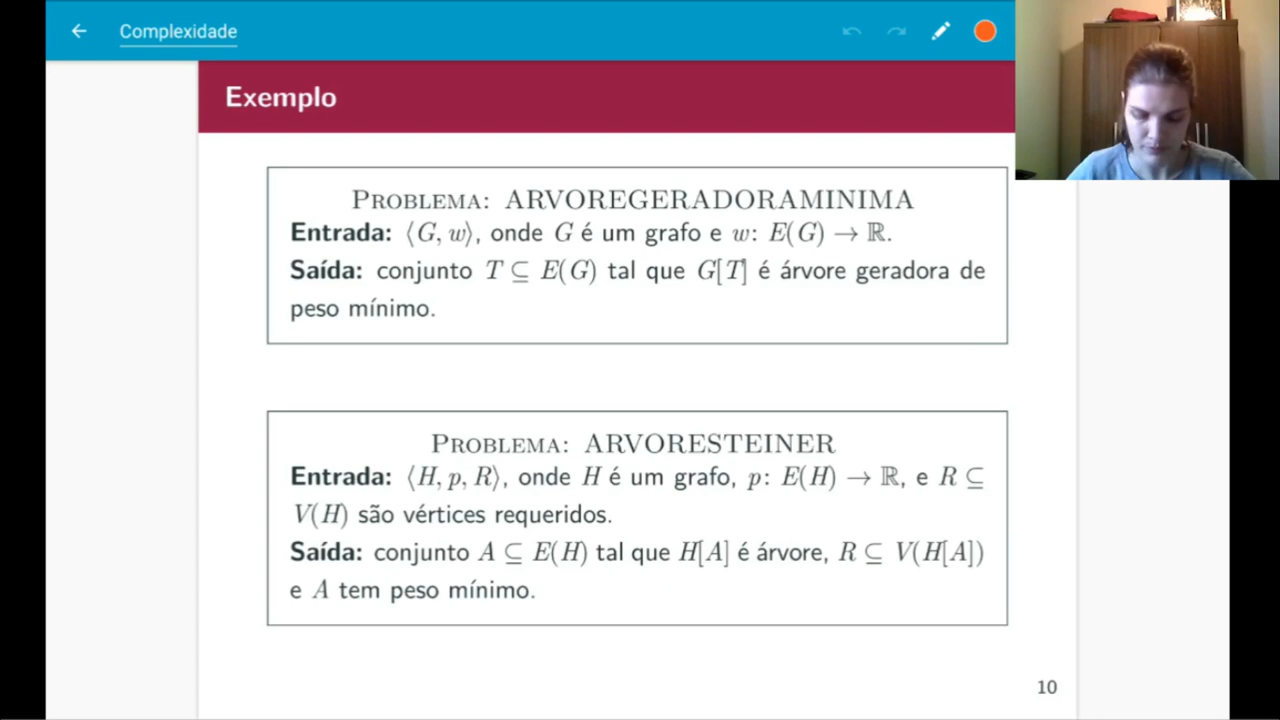 Complexidade
Exemplo
Problema: ARVOREGERADORAMINIMA
Entrada: ⟨G, w⟩, onde G é um grafo e w: E(G) → ℝ.
Saída: conjunto T ⊆ E(G) tal que G[T] é árvore geradora de
peso mínimo.
Problema: ARVORESTEINER
Entrada: ⟨H, p, R⟩, onde H é um grafo, p: E(H) → ℝ, e R ⊆
V(H) são vértices requeridos.
Saída: conjunto A ⊆ E(H) tal que H[A] é árvore, R ⊆ V(H[A])
e A tem peso mínimo.
10